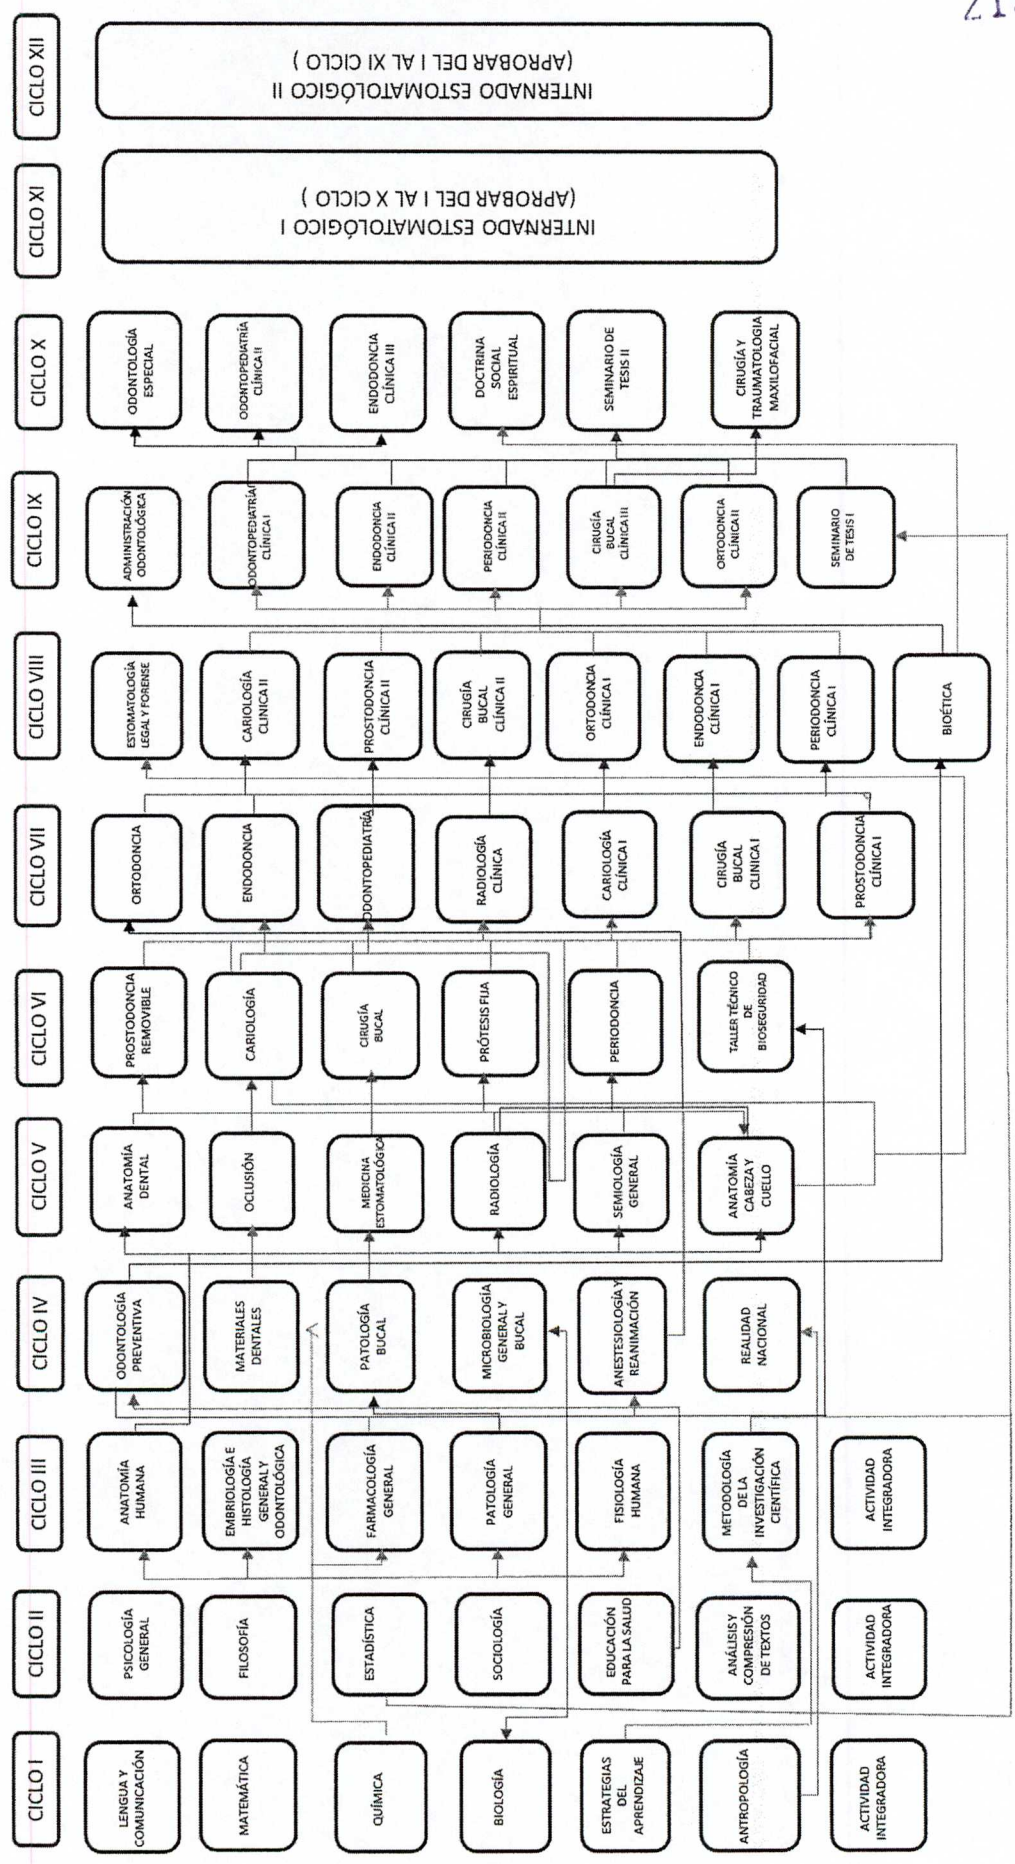 CICLO I
LENGUA Y
COMUNICACIÓN
MATEMÁTICA
QUÍMICA
BIOLOGÍA
ESTRATEGIAS
DEL
APRENDIZAJE
ANTROPOLOGÍA
ACTIVIDAD
INTEGRADORA
CICLO II
PSICOLOGÍA
GENERAL
FILOSOFÍA
ESTADÍSTICA
SOCIOLOGÍA
EDUCACIÓN
PARA LA SALUD
ANÁLISIS Y
COMPRESIÓN
DE TEXTOS
ACTIVIDAD
INTEGRADORA
CICLO III
ANATOMÍA
HUMANA
EMBRIOLOGÍA E
HISTOLOGÍA
GENERAL Y
ODONTOLÓGICA
FARMACOLOGÍA
GENERAL
PATOLOGÍA
GENERAL
FISIOLOGÍA
HUMANA
METODOLOGÍA
DE LA
INVESTIGACIÓN
CIENTÍFICA
ACTIVIDAD
INTEGRADORA
CICLO IV
ODONTOLOGÍA
PREVENTIVA
MATERIALES
DENTALES
PATOLOGÍA
BUCAL
MICROBIOLOGÍA
GENERAL Y
BUCAL
ANESTESIOLOGÍA Y
REANIMACIÓN
REALIDAD
NACIONAL
CICLO V
ANATOMÍA
DENTAL
OCLUSIÓN
MEDICINA
ESTOMATOLÓGICA
RADIOLOGÍA
SEMIOLOGÍA
GENERAL
ANATOMÍA
CABEZA Y
CUELLO
CICLO VI
PROSTODONCIA
REMOVIBLE
CARIOLOGÍA
CIRUGÍA
BUCAL
PRÓTESIS FIJA
PERIODONCIA
TALLER TÉCNICO
DE
BIOSEGURIDAD
CICLO VII
ORTODONCIA
ENDODONCIA
ODONTOPEDIATRÍA
RADIOLOGÍA
CLÍNICA
CARIOLOGÍA
CLÍNICA I
CIRUGÍA
BUCAL
CLINICA I
PROSTODONCIA
CLÍNICA I
CICLO VIII
ESTOMATOLOGÍA
LEGAL Y FORENSE
CARIOLOGÍA
CLINICA II
PROSTODONCIA
CLÍNICA II
CIRUGÍA
BUCAL
CLÍNICA II
ORTODONCIA
CLÍNICA I
ENDODONCIA
CLÍNICA I
PERIODONCIA
CLÍNICA I
BIOÉTICA
CICLO IX
ADMINISTRACIÓN
ODONTOLÓGICA
ODONTOPEDIATRÍA
CLÍNICA I
ENDODONCIA
CLÍNICA II
PERIODONCIA
CLÍNICA II
CIRUGÍA
BUCAL
CLÍNICA III
ORTODONCIA
CLÍNICA II
SEMINARIO
DE TESIS I
CICLO X
ODONTOLOGÍA
ESPECIAL
ODONTOPEDIATRÍA
CLÍNICA II
ENDODONCIA
CLÍNICA III
DOCTRINA
SOCIAL
ESPIRITUAL
SEMINARIO DE
TESIS II
CIRUGÍA Y
TRAUMATOLOGIA
MAXILOFACIAL
CICLO XI
INTERNADO ESTOMATOLÓGICO I
(APROBAR DEL I AL X CICLO )
CICLO XII
INTERNADO ESTOMATOLÓGICO II
(APROBAR DEL I AL XI CICLO )